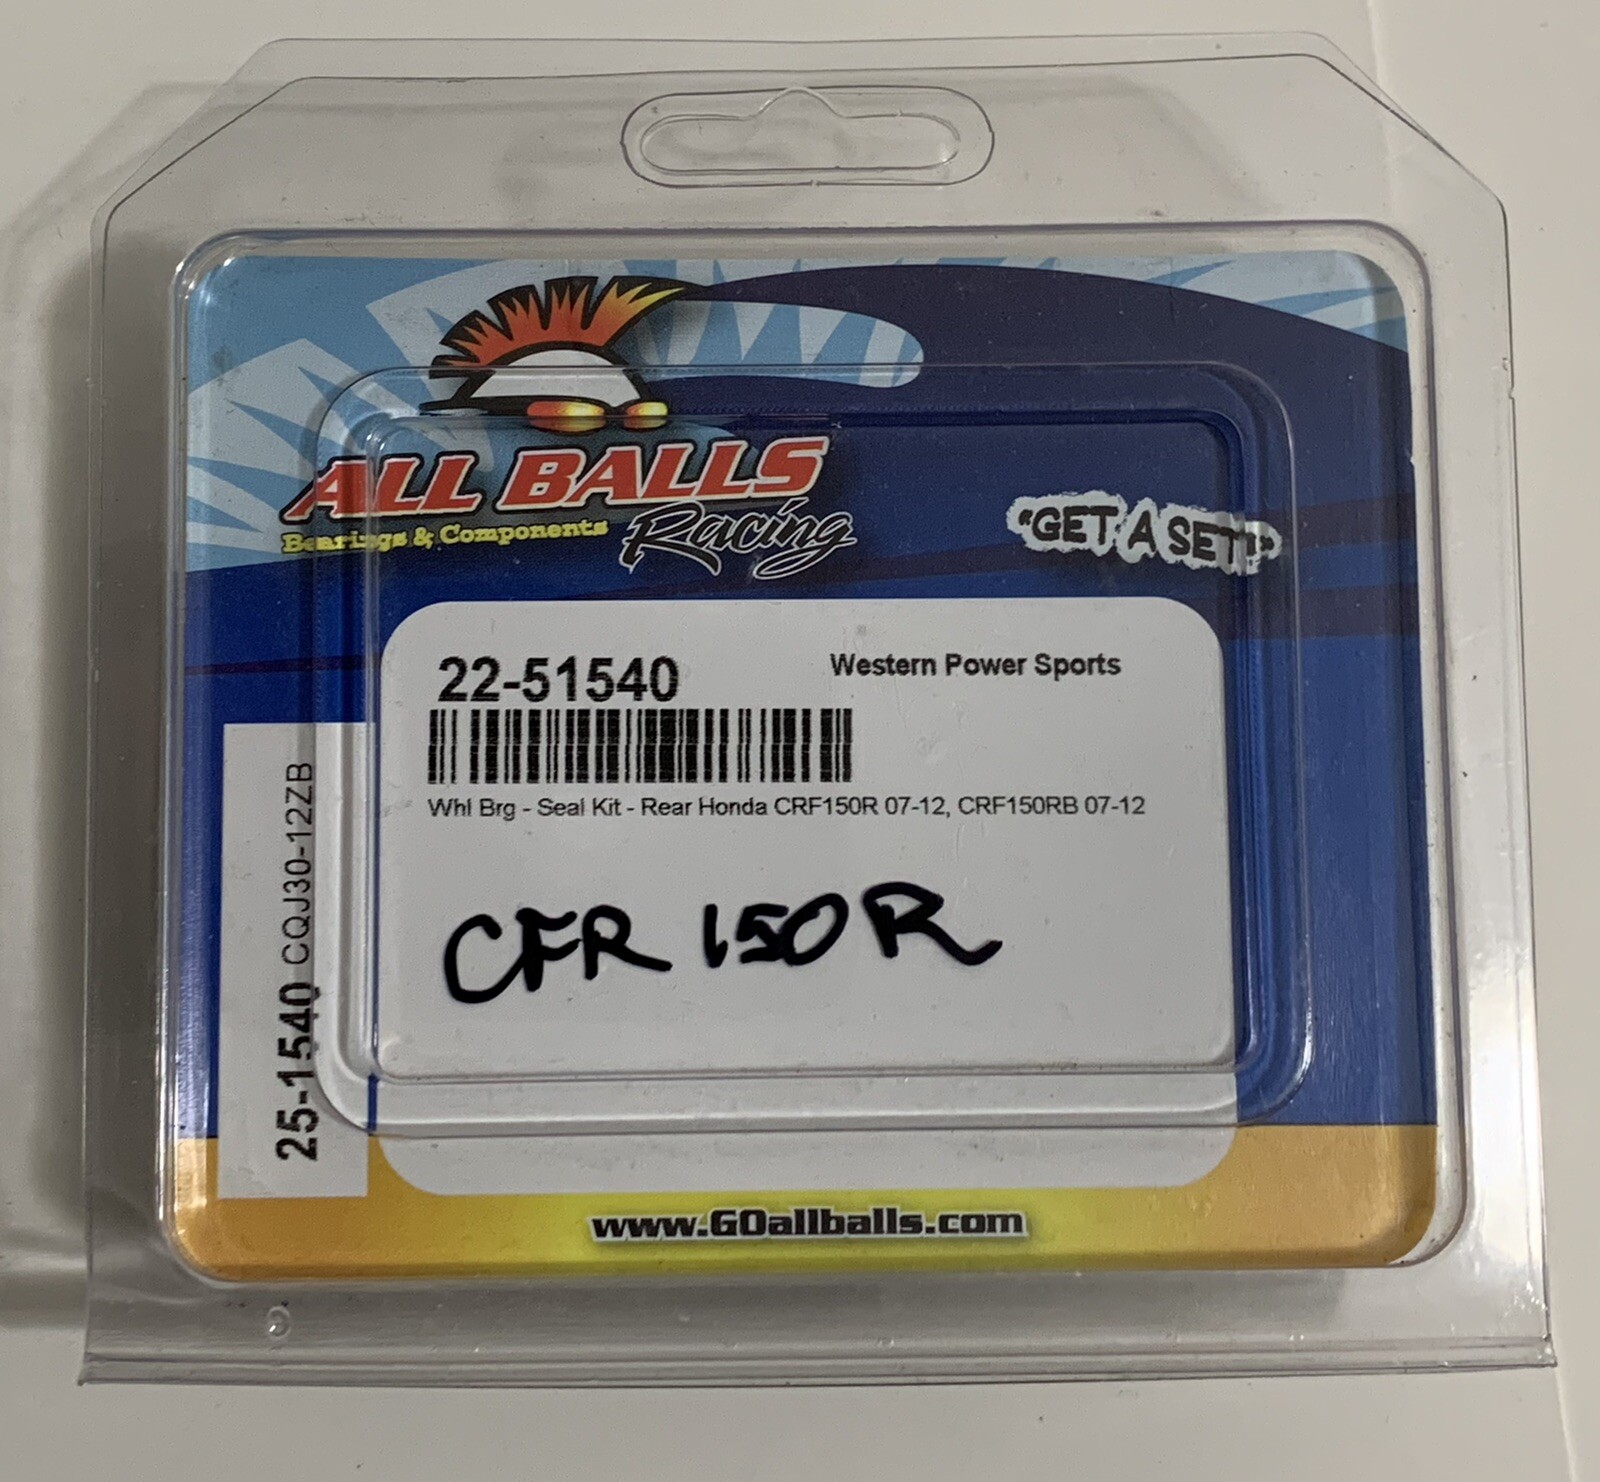 ALL BALLS
Bearings & Components Racing
"GET A SET!"
22-51540
Western Power Sports
Whl Brg - Seal Kit - Rear Honda CRF150R 07-12, CRF150RB 07-12
CFR 150R
25-1540 CQJ30-12ZB
www.GOallballs.com